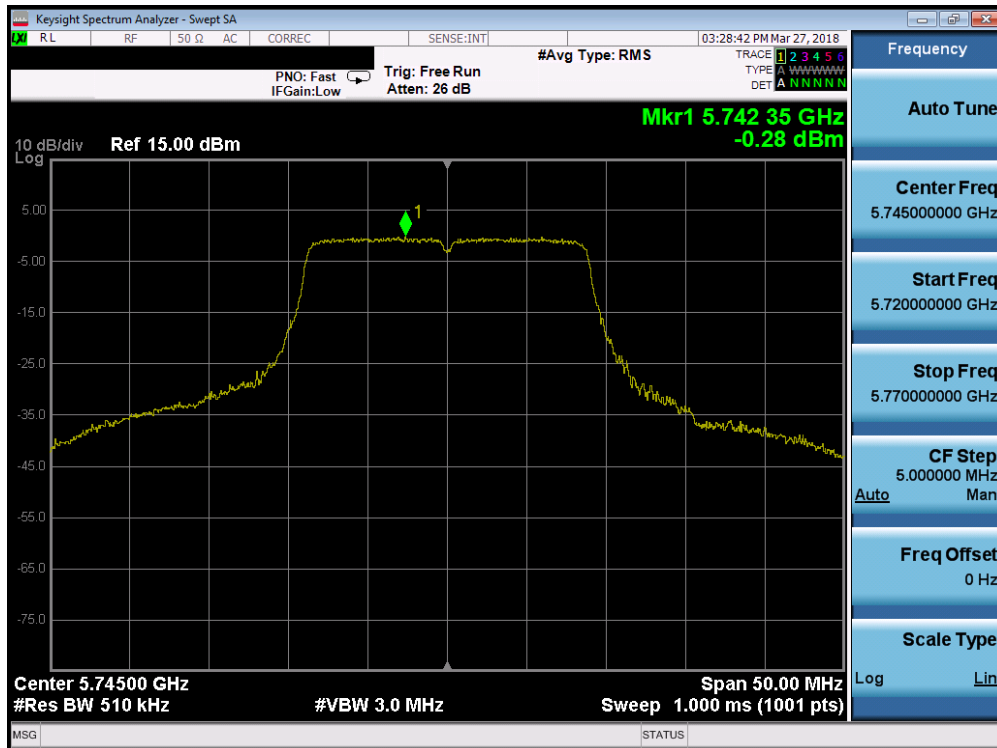 Keysight Spectrum Analyzer - Swept SA
LXI RL RF 50 Ω AC CORREC SENSE:INT 03:28:42 PM Mar 27, 2018
Frequency
#Avg Type: RMS TRACE 1 2 3 4 5 6
PNO: Fast Trig: Free Run TYPE A WWWWW
IFGain:Low Atten: 26 dB DET A N N N N N
Auto Tune
Mkr1 5.742 35 GHz
-0.28 dBm
10 dB/div Ref 15.00 dBm
Log
1
5.00
-5.00
-15.0
-25.0
-35.0
-45.0
-55.0
-65.0
-75.0
Center Freq
5.745000000 GHz
Start Freq
5.720000000 GHz
Stop Freq
5.770000000 GHz
CF Step
5.000000 MHz
Auto Man
Freq Offset
0 Hz
Scale Type
Log Lin
Center 5.74500 GHz Span 50.00 MHz
#Res BW 510 kHz #VBW 3.0 MHz Sweep 1.000 ms (1001 pts)
MSG STATUS